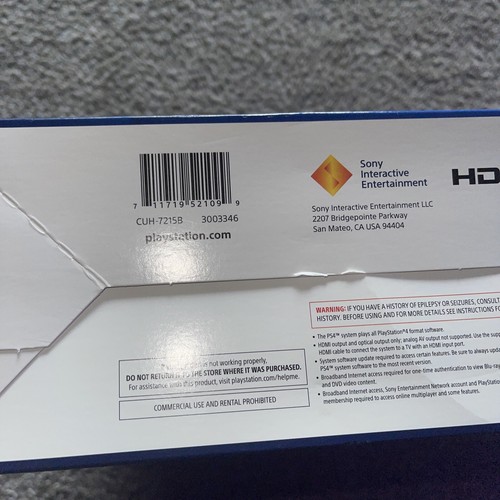 7 11719 52109 9
CUH-7215B 3003346
playstation.com
Sony
Interactive
Entertainment
HD
Sony Interactive Entertainment LLC
2207 Bridgepointe Parkway
San Mateo, CA USA 94404
WARNING: IF YOU HAVE A HISTORY OF EPILEPSY OR SEIZURES, CONSULT
HISTORY. BEFORE USING AND FOR MORE DETAILS SEE INSTRUCTIONS FO
• The PS4™ system plays all PlayStation®4 format software.
• HDMI output and optical output only; analog AV output not supported. Use the supp
HDMI cable to connect the system to a TV with an HDMI input port.
• System software update required to access certain features. Be sure to always upda
PS4™ system software to the most recent version.
• Broadband Internet access required for one-time authentication to view Blu-ray
and DVD video content.
• Broadband Internet access, Sony Entertainment Network account and PlayStatio
membership required to access online multiplayer and some features.
is not working properly,
DO NOT RETURN IT TO THE STORE WHERE IT WAS PURCHASED.
For assistance with this product, visit playstation.com/helpme.
COMMERCIAL USE AND RENTAL PROHIBITED